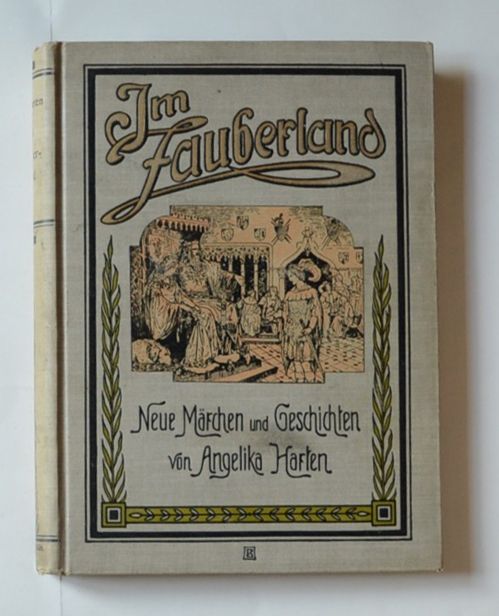 Im
Zauberland
Neue Märchen und Geschichten
von Angelika Harten